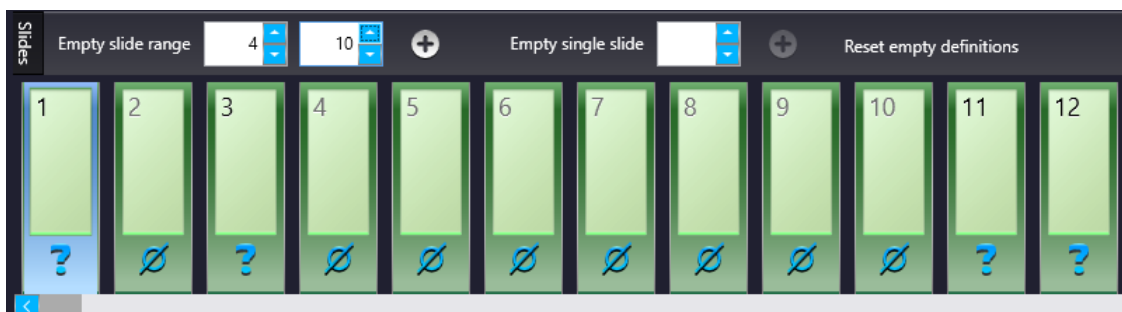 Slides
Empty slide range 4 10 Empty single slide Reset empty definitions
1 2 3 4 5 6 7 8 9 10 11 12
? Ø ? Ø Ø Ø Ø Ø Ø Ø ? ?